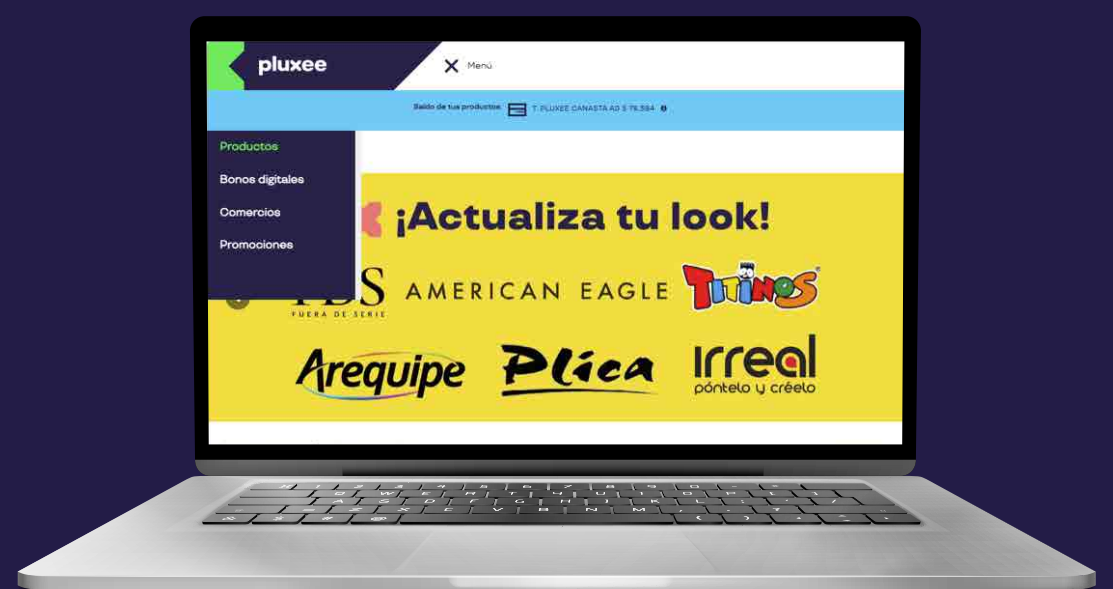 pluxee
Menú
Saldo de tus productos T. PLUXEE CANASTA AD $ 78.584
Productos
Bonos digitales
Comercios
Promociones
¡Actualiza tu look!
FUERA DE SERIE
AMERICAN EAGLE
TITINOS
Arequipe
Plica
irreal
póntelo y créelo